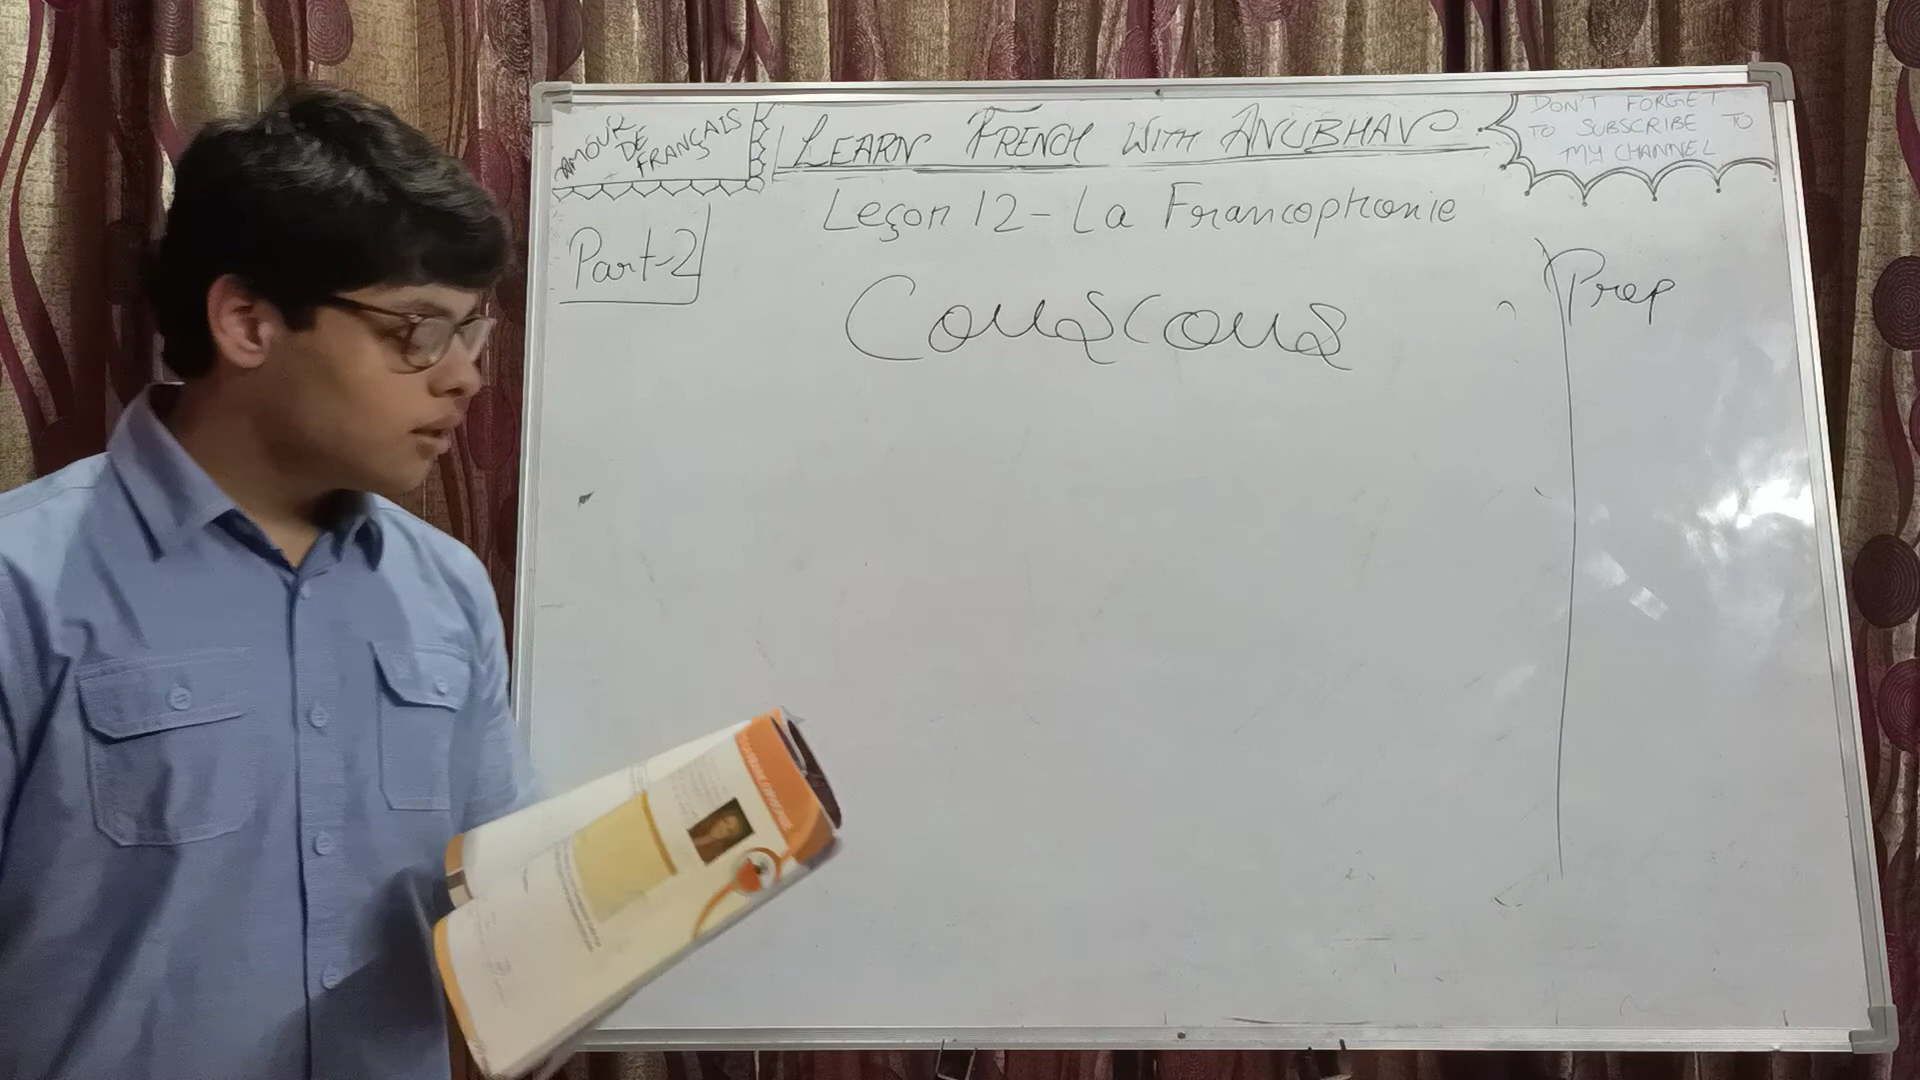 AMOUR
DE
FRANÇAIS
LEARN FRENCH WITH ANUBHAV
DON'T FORGET
TO SUBSCRIBE TO
MY CHANNEL
Leçon 12 - La Francophonie
Part-2
Couscous
Prep